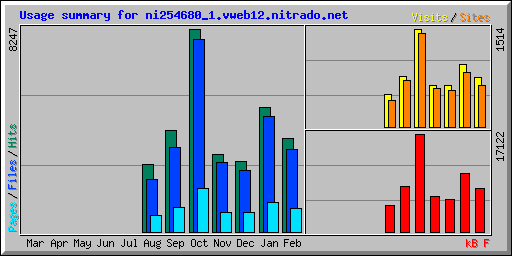 Usage summary for ni254680_1.vweb12.nitrado.net
Visits/Sites
8247
1514
17122
Pages/Files/Hits
Mar Apr May Jun Jul Aug Sep Oct Nov Dec Jan Feb
kB F